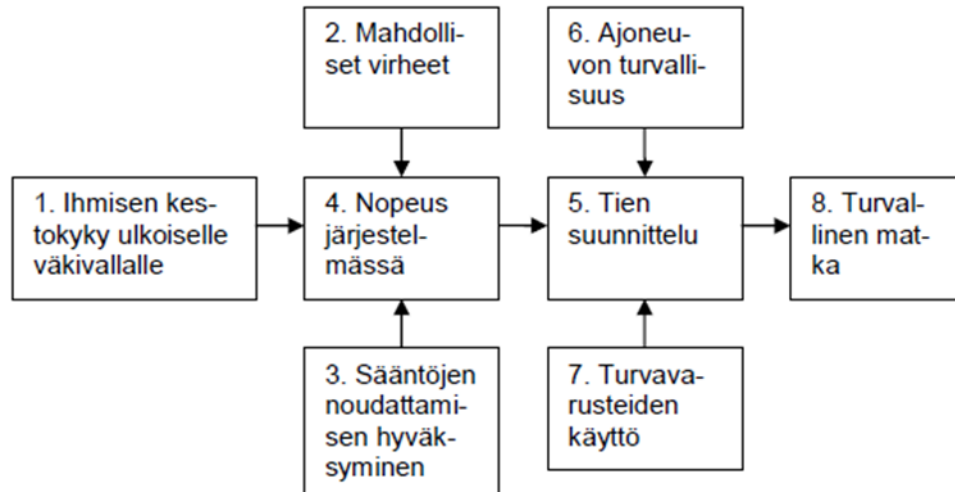 2. Mahdolli-
set virheet
6. Ajoneu-
von turvalli-
suus
1. Ihmisen kes-
tokyky ulkoiselle
väkivallalle
4. Nopeus
järjestel-
mässä
5. Tien
suunnittelu
8. Turval-
linen mat-
ka
3. Sääntöjen
noudattami-
sen hyväk-
syminen
7. Turvava-
rusteiden
käyttö